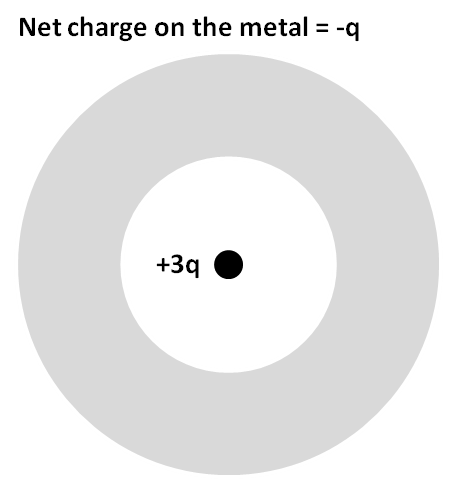 Net charge on the metal = -q
+3q